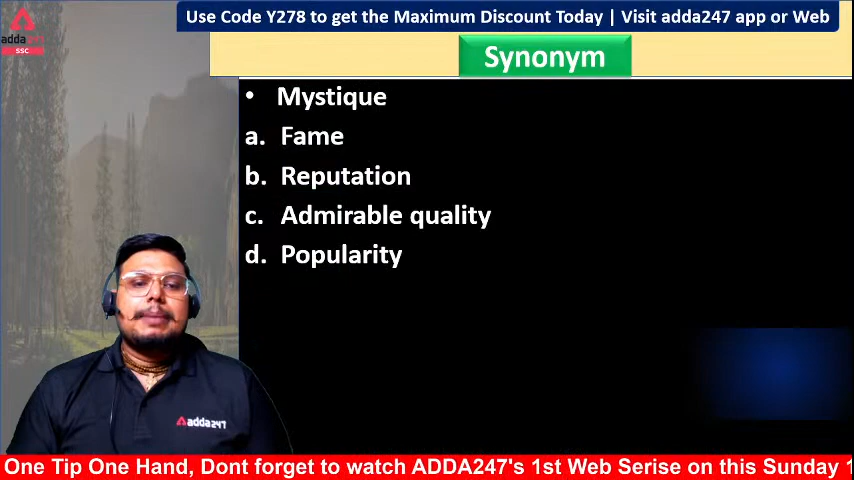 Use Code Y278 to get the Maximum Discount Today | Visit adda247 app or Web
adda247
SSC
Synonym
• Mystique
a. Fame
b. Reputation
c. Admirable quality
d. Popularity
adda247
One Tip One Hand, Dont forget to watch ADDA247's 1st Web Serise on this Sunday 1